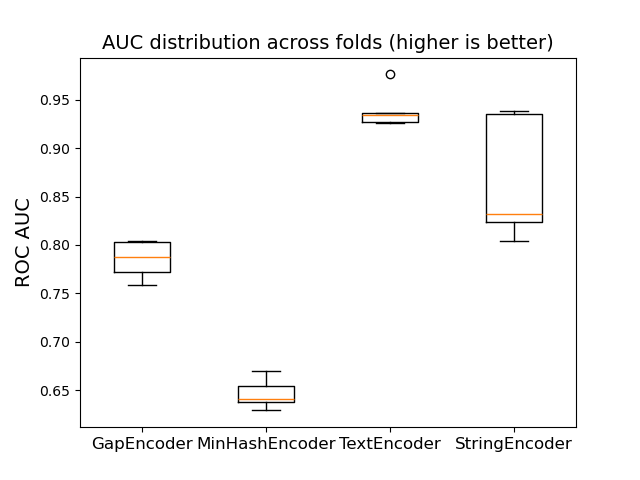 AUC distribution across folds (higher is better)
ROC AUC
0.95
0.90
0.85
0.80
0.75
0.70
0.65
GapEncoder MinHashEncoder TextEncoder StringEncoder